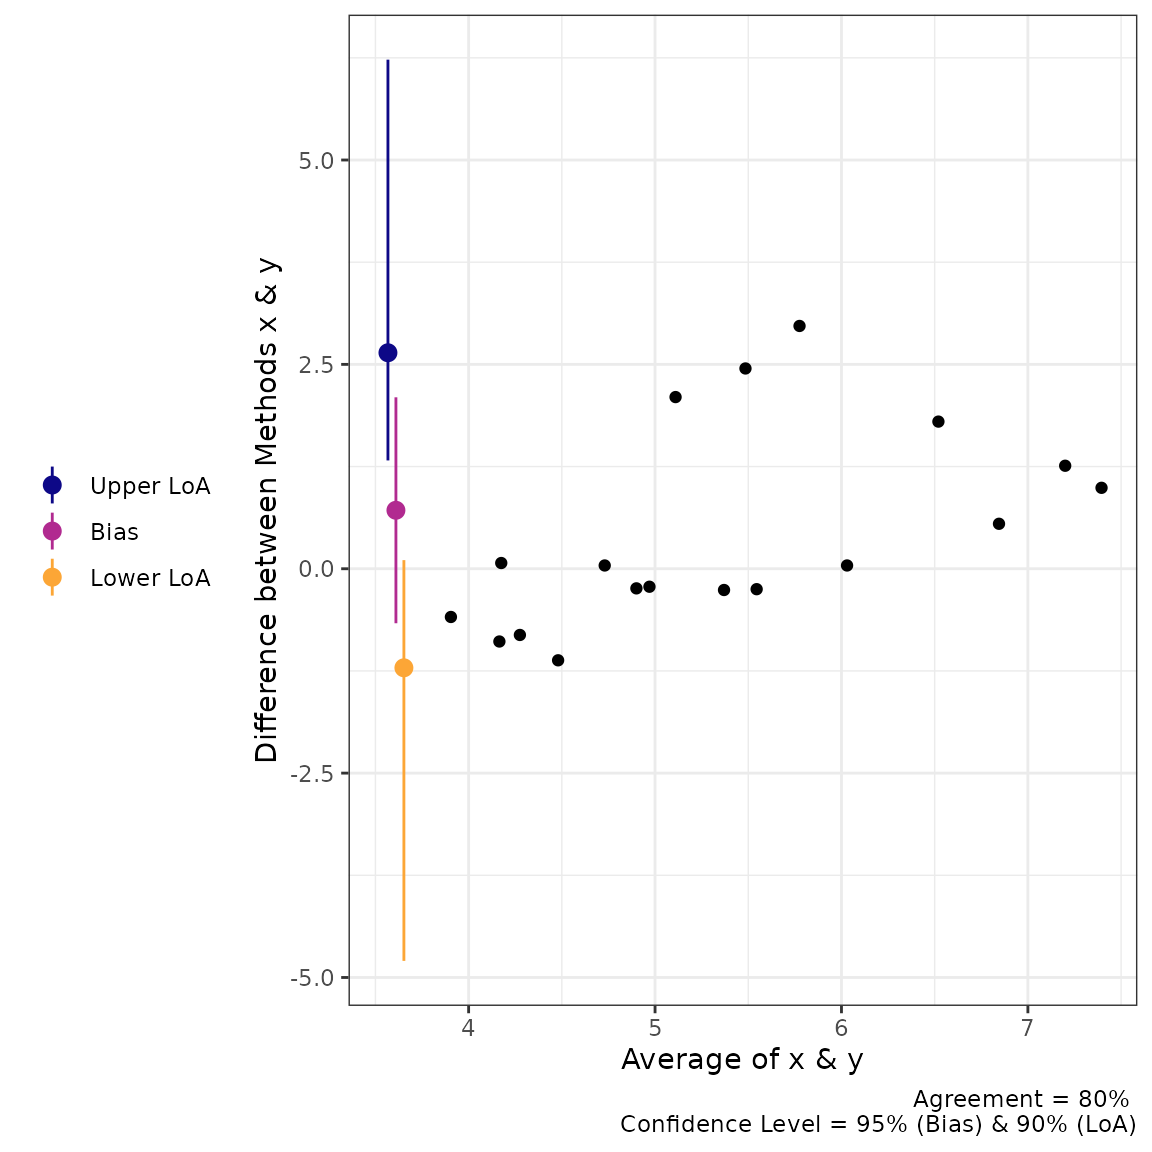 Upper LoA
Bias
Lower LoA
Difference between Methods x & y
5.0
2.5
0.0
-2.5
-5.0
4
5
6
7
Average of x & y
Agreement = 80%
Confidence Level = 95% (Bias) & 90% (LoA)